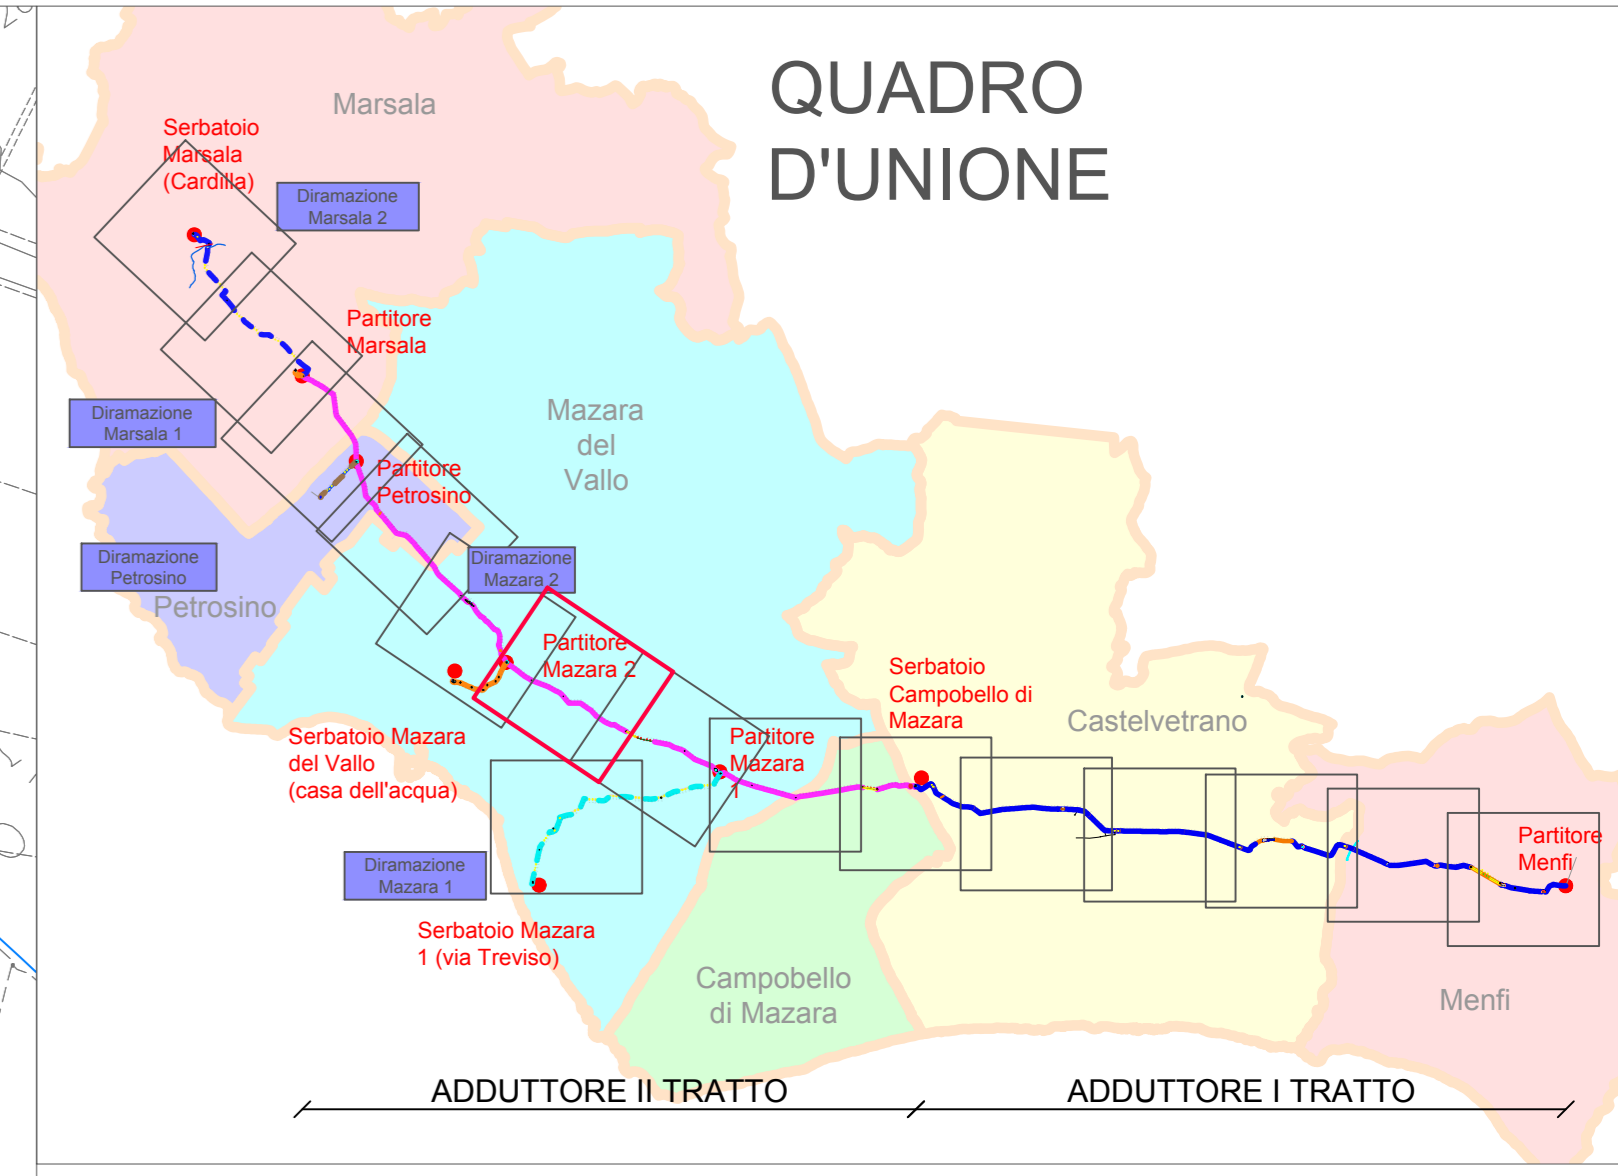 QUADRO
D'UNIONE
Marsala
Serbatoio
Marsala
(Cardilla)
Diramazione
Marsala 2
Partitore
Marsala
Diramazione
Marsala 1
Mazara
del
Vallo
Partitore
Petrosino
Diramazione
Petrosino
Diramazione
Mazara 2
Petrosino
Partitore
Mazara 2
Serbatoio
Campobello di
Mazara
Castelvetrano
Serbatoio Mazara
del Vallo
(casa dell'acqua)
Partitore
Mazara
1
Partitore
Menfi
Diramazione
Mazara 1
Serbatoio Mazara
1 (via Treviso)
Campobello
di Mazara
Menfi
ADDUTTORE II TRATTO
ADDUTTORE I TRATTO